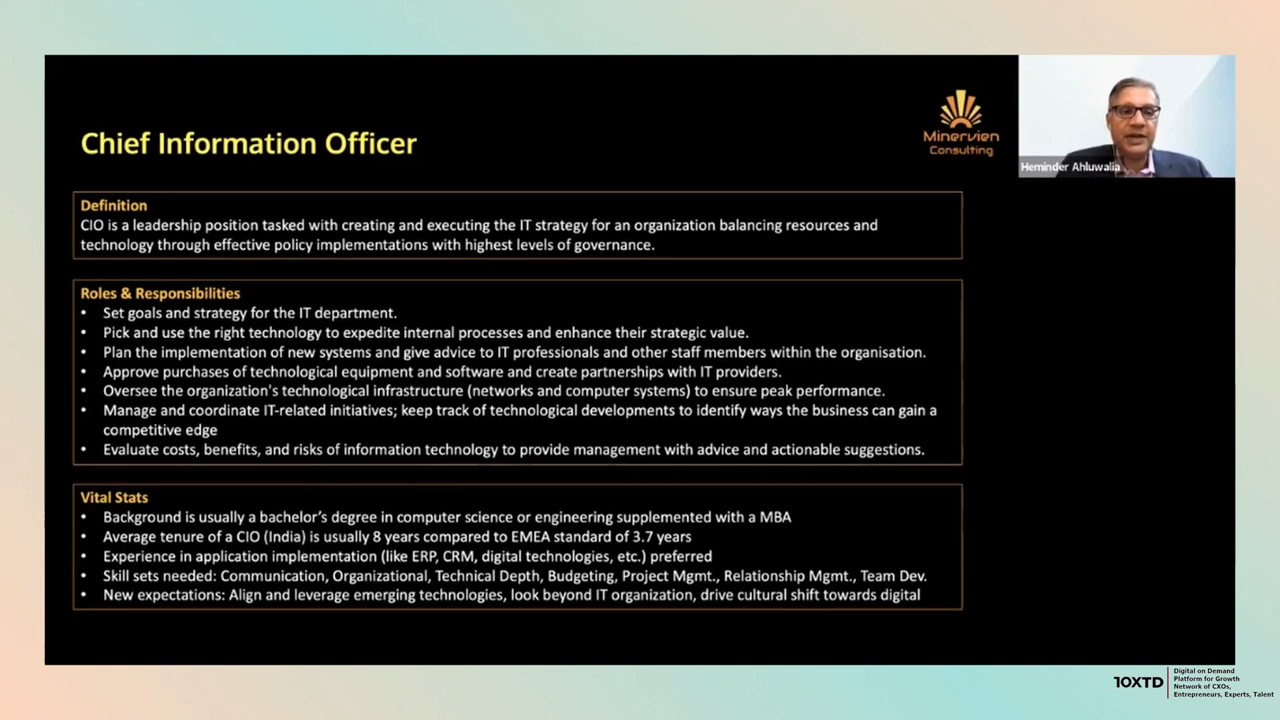 Chief Information Officer
Minervien
Consulting
Heminder Ahluwalia
Definition
CIO is a leadership position tasked with creating and executing the IT strategy for an organization balancing resources and
technology through effective policy implementations with highest levels of governance.
Roles & Responsibilities
• Set goals and strategy for the IT department.
• Pick and use the right technology to expedite internal processes and enhance their strategic value.
• Plan the implementation of new systems and give advice to IT professionals and other staff members within the organisation.
• Approve purchases of technological equipment and software and create partnerships with IT providers.
• Oversee the organization's technological infrastructure (networks and computer systems) to ensure peak performance.
• Manage and coordinate IT-related initiatives; keep track of technological developments to identify ways the business can gain a
competitive edge
• Evaluate costs, benefits, and risks of information technology to provide management with advice and actionable suggestions.
Vital Stats
• Background is usually a bachelor's degree in computer science or engineering supplemented with a MBA
• Average tenure of a CIO (India) is usually 8 years compared to EMEA standard of 3.7 years
• Experience in application implementation (like ERP, CRM, digital technologies, etc.) preferred
• Skill sets needed: Communication, Organizational, Technical Depth, Budgeting, Project Mgmt., Relationship Mgmt., Team Dev.
• New expectations: Align and leverage emerging technologies, look beyond IT organization, drive cultural shift towards digital
10XTD
Digital on Demand
Platform for Growth
Network of CXOs,
Entrepreneurs, Experts, Talent